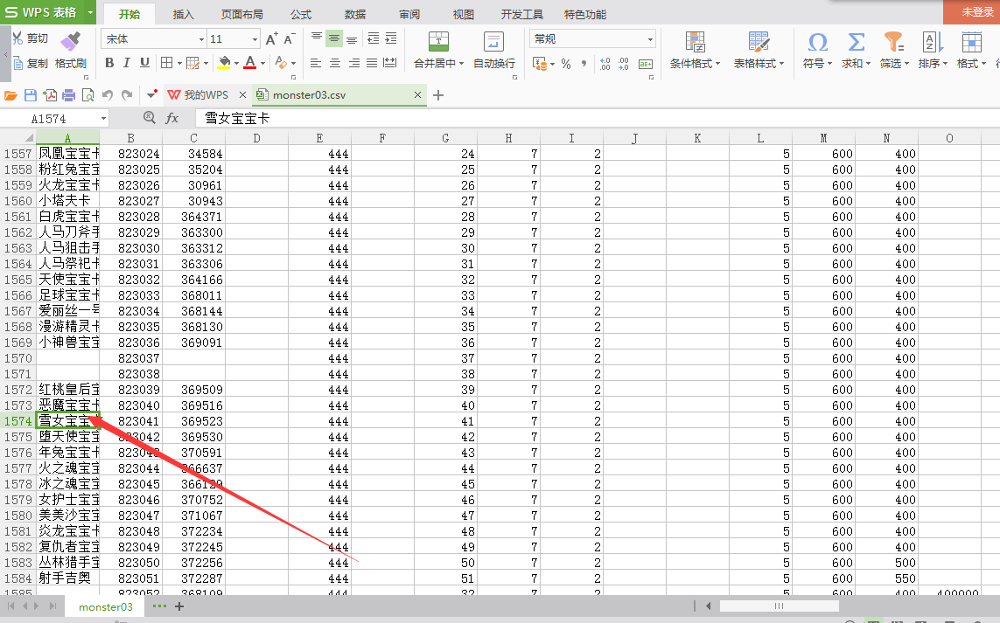 S WPS 表格 开始 插入 页面布局 公式 数据 审阅 视图 开发工具 特色功能 未登录
剪切 宋体 11 A+ A- 常规
复制 格式刷 B I U A 合并居中 自动换行 % 条件格式 表格样式 符号 求和 筛选 排序 格式
我的WPS × monster03.csv × +
A1574 fx 雪女宝宝卡
A B C D E F G H I J K L M N O
1557 凤凰宝宝卡 823024 34584 444 24 7 2 5 600 400
1558 粉红兔宝宝 823025 35204 444 25 7 2 5 600 400
1559 火龙宝宝卡 823026 30961 444 26 7 2 5 600 400
1560 小塔夫卡 823027 30943 444 27 7 2 5 600 400
1561 白虎宝宝卡 823028 364371 444 28 7 2 5 600 400
1562 人马刀斧手 823029 363300 444 29 7 2 5 600 400
1563 人马狙击手 823030 363312 444 30 7 2 5 600 400
1564 人马祭祀卡 823031 363306 444 31 7 2 5 600 400
1565 天使宝宝卡 823032 364166 444 32 7 2 5 600 400
1566 足球宝宝卡 823033 368011 444 33 7 2 5 600 400
1567 爱丽丝一号 823034 368144 444 34 7 2 5 600 400
1568 漫游精灵卡 823035 368130 444 35 7 2 5 600 400
1569 小神兽宝宝 823036 369091 444 36 7 2 5 600 400
1570 823037 444 37 7 2 5 600 400
1571 823038 444 38 7 2 5 600 400
1572 红桃皇后宝 823039 369509 444 39 7 2 5 600 400
1573 恶魔宝宝卡 823040 369516 444 40 7 2 5 600 400
1574 雪女宝宝卡 823041 369523 444 41 7 2 5 600 400
1575 堕天使宝宝 823042 369530 444 42 7 2 5 600 400
1576 年兔宝宝卡 823043 370591 444 43 7 2 5 600 400
1577 火之魂宝宝 823044 366637 444 44 7 2 5 600 400
1578 冰之魂宝宝 823045 366129 444 45 7 2 5 600 400
1579 女护士宝宝 823046 370752 444 46 7 2 5 600 400
1580 美美沙宝宝 823047 371067 444 47 7 2 5 600 400
1581 炎龙宝宝卡 823048 372234 444 48 7 2 5 600 400
1582 复仇者宝宝 823049 372245 444 49 7 2 5 600 400
1583 丛林猎手宝 823050 372256 444 50 7 2 5 600 500
1584 射手吉奥 823051 372287 444 51 7 2 5 600 550
1585 823052 368109 444 32 7 2 5 600 400 400000
monster03 ••• +